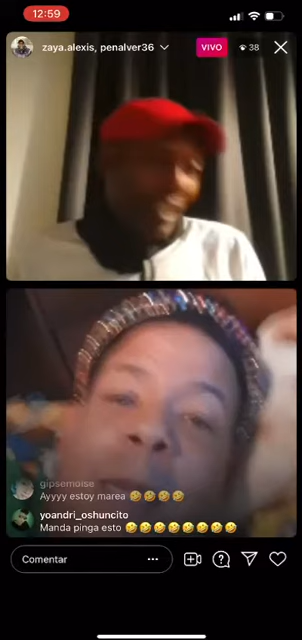 12:59
zaya.alexis, penalver36
VIVO
38
gipsemoise
Ayyyy estoy marea 🤣🤣🤣🤣
yoandri_oshuncito
Manda pinga esto 🤣🤣🤣🤣🤣🤣🤣🤣
Comentar